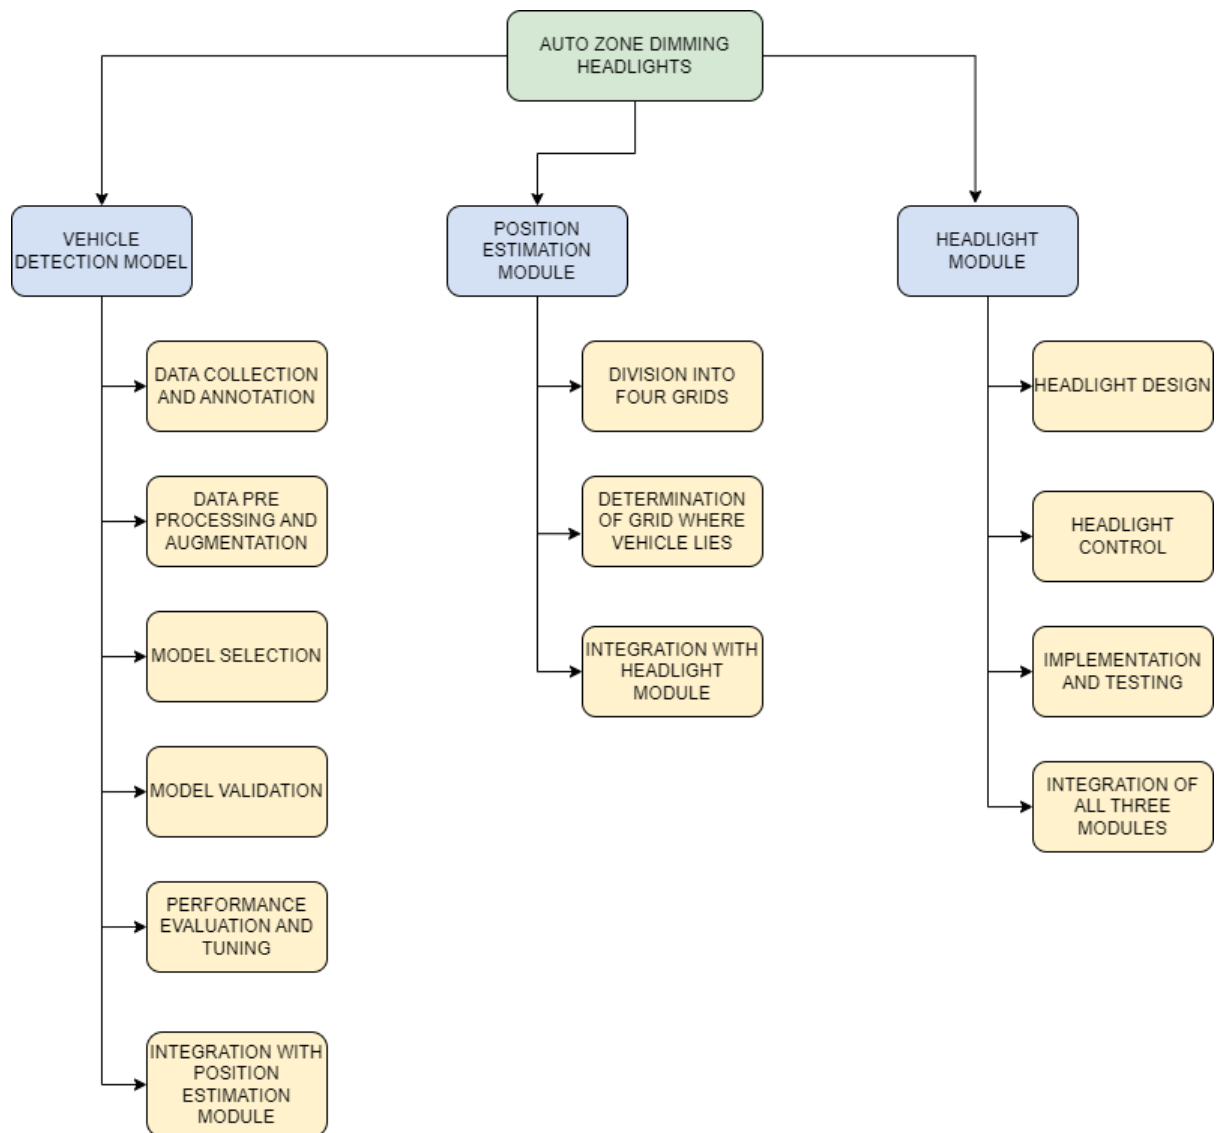 AUTO ZONE DIMMING
HEADLIGHTS
VEHICLE
DETECTION MODEL
DATA COLLECTION
AND ANNOTATION
DATA PRE
PROCESSING AND
AUGMENTATION
MODEL SELECTION
MODEL VALIDATION
PERFORMANCE
EVALUATION AND
TUNING
INTEGRATION WITH
POSITION
ESTIMATION
MODULE
POSITION
ESTIMATION
MODULE
DIVISION INTO
FOUR GRIDS
DETERMINATION
OF GRID WHERE
VEHICLE LIES
INTEGRATION WITH
HEADLIGHT
MODULE
HEADLIGHT
MODULE
HEADLIGHT DESIGN
HEADLIGHT
CONTROL
IMPLEMENTATION
AND TESTING
INTEGRATION OF
ALL THREE
MODULES